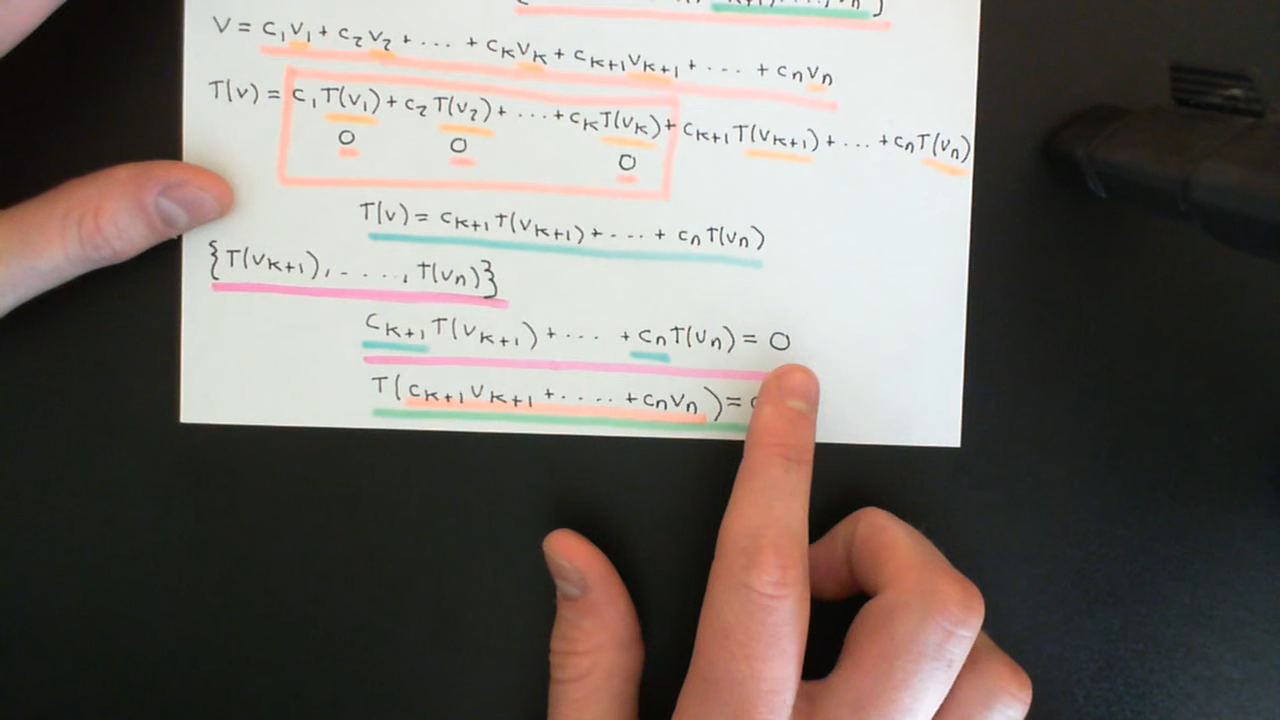 V = c₁v₁ + c₂v₂ + ... + cₖvₖ + cₖ₊₁vₖ₊₁ + ... + cₙvₙ
T(v) = c₁T(v₁) + c₂T(v₂) + ... + cₖT(vₖ) + cₖ₊₁T(vₖ₊₁) + ... + cₙT(vₙ)
0 0 0
T(v) = cₖ₊₁T(vₖ₊₁) + ... + cₙT(vₙ)
{T(vₖ₊₁), ...., T(vₙ)}
cₖ₊₁T(vₖ₊₁) + ... + cₙT(vₙ) = 0
T(cₖ₊₁vₖ₊₁ + .... + cₙvₙ) =